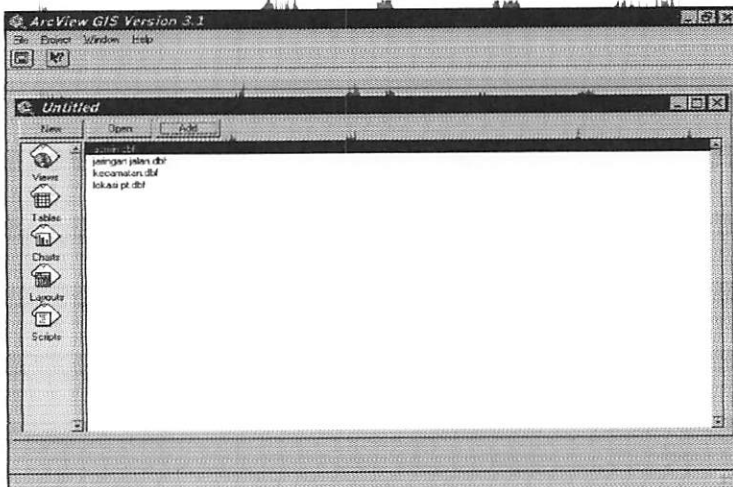 ArcView GIS Version 3.1
File Project Window Help
Untitled
New Open Add
Views
Tables
Charts
Layouts
Scripts
jaringan jalan.dbf
kecamatan.dbf
lokasi pt.dbf